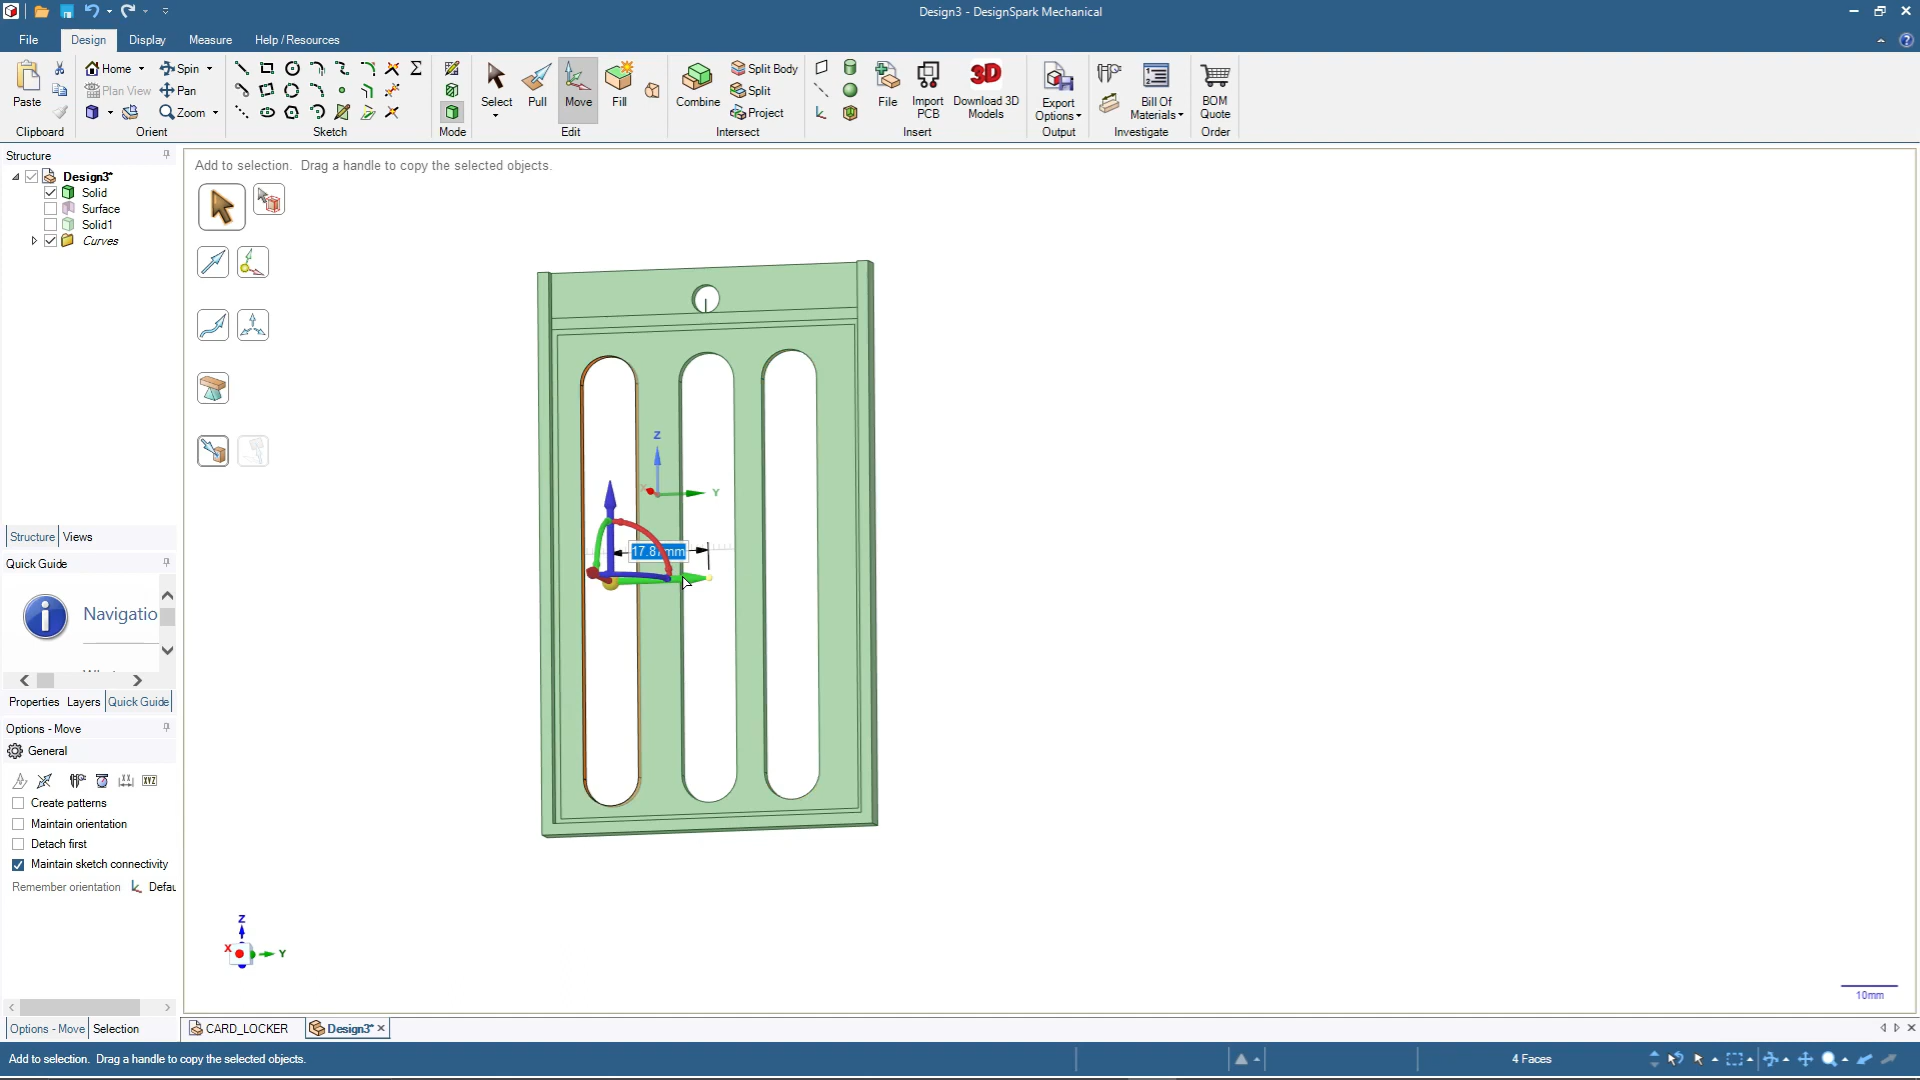 Design3 - DesignSpark Mechanical
File Design Display Measure Help / Resources
Paste
Home
Plan View
Spin
Pan
Zoom
Select
Pull
Move
Fill
Combine
Split Body
Split
Project
File
Import PCB
Download 3D Models
Export Options
Bill Of Materials
BOM Quote
Clipboard Orient Sketch Mode Edit Intersect Insert Output Investigate Order
Structure
Design3*
Solid
Surface
Solid1
Curves
Add to selection. Drag a handle to copy the selected objects.
Z
Y
Structure Views
Quick Guide
Navigatio
Properties Layers Quick Guide
Options - Move
General
Create patterns
Maintain orientation
Detach first
Maintain sketch connectivity
Remember orientation Defau
Z
X
Y
10mm
Options - Move Selection
CARD_LOCKER Design3*
Add to selection. Drag a handle to copy the selected objects.
4 Faces